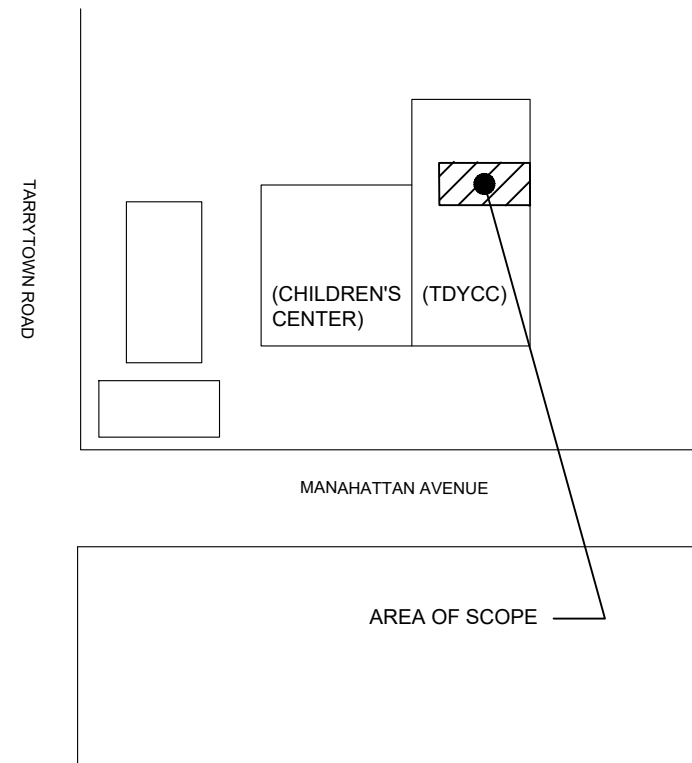 TARRYTOWN ROAD
(CHILDREN'S
CENTER)
(TDYCC)
MANAHATTAN AVENUE
AREA OF SCOPE